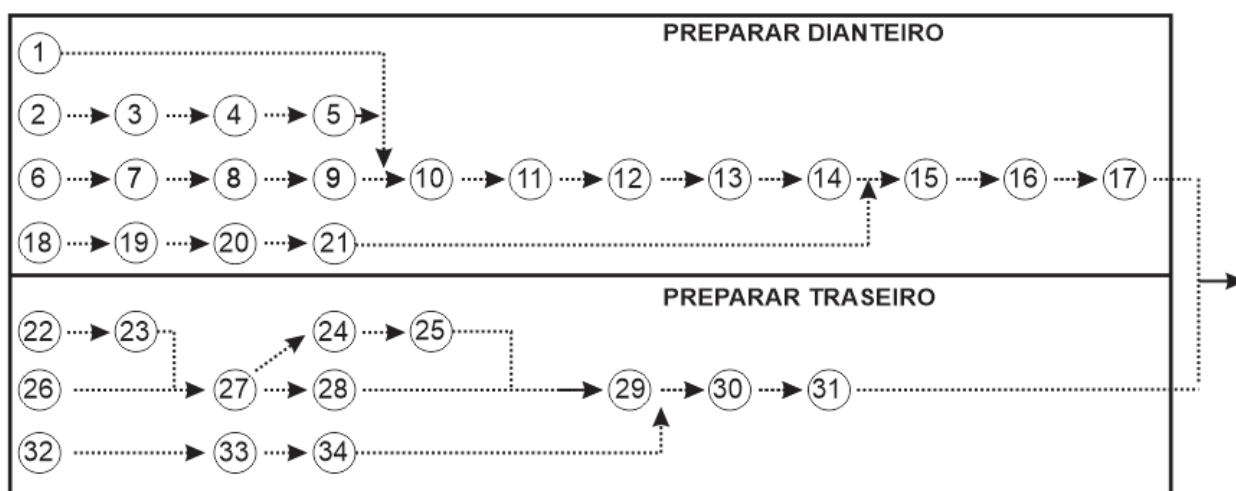 PREPARAR DIANTEIRO
1
2 3 4 5
6 7 8 9 10 11 12 13 14 15 16 17
18 19 20 21
PREPARAR TRASEIRO
22 23 24 25
26 27 28 29 30 31
32 33 34